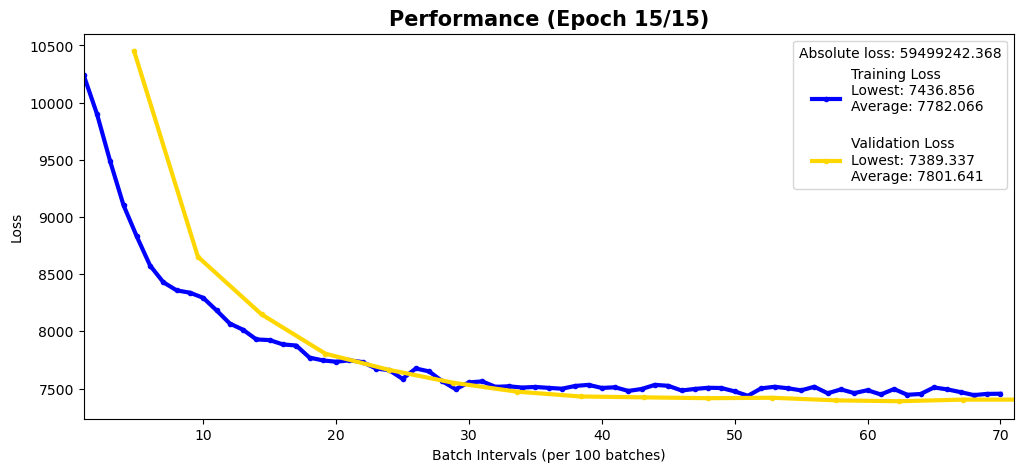 Performance (Epoch 15/15)
Absolute loss: 59499242.368
Training Loss
Lowest: 7436.856
Average: 7782.066
Validation Loss
Lowest: 7389.337
Average: 7801.641
Loss
10500
10000
9500
9000
8500
8000
7500
10 20 30 40 50 60 70
Batch Intervals (per 100 batches)